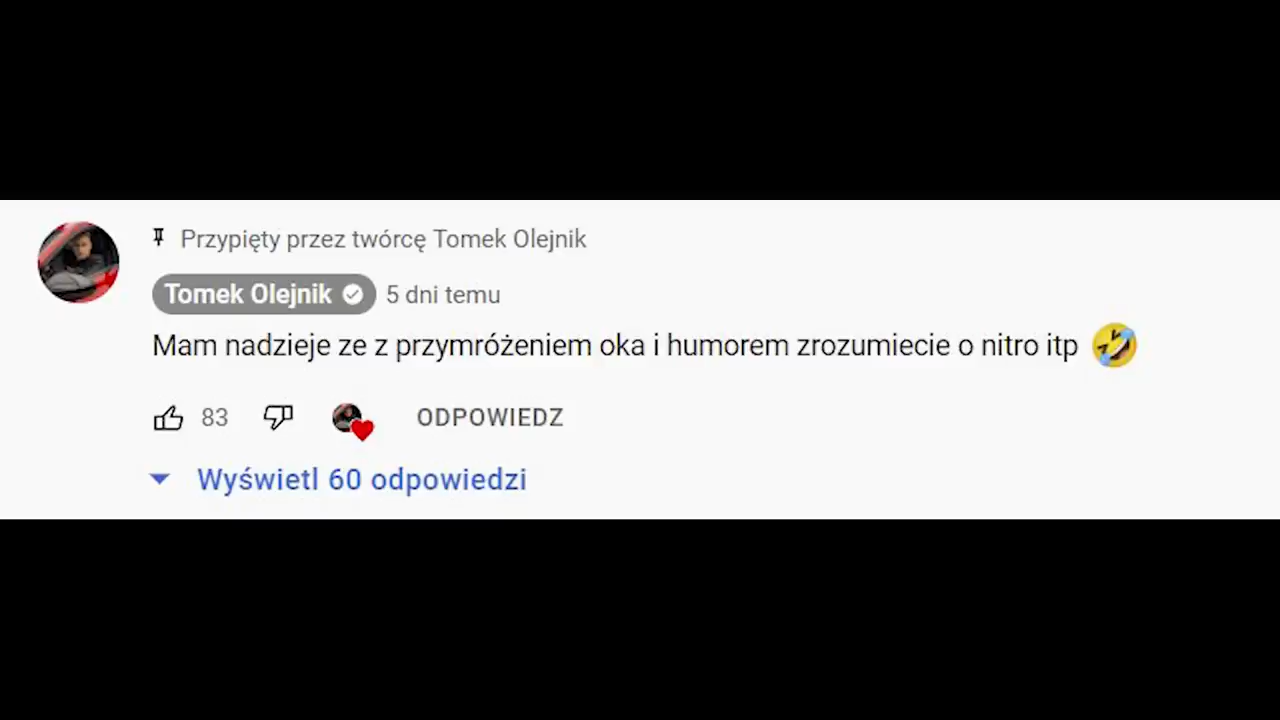 Przypięty przez twórcę Tomek Olejnik
Tomek Olejnik 5 dni temu
Mam nadzieje ze z przymróżeniem oka i humorem zrozumiecie o nitro itp 🤣
83 ODPOWIEDZ
Wyświetl 60 odpowiedzi